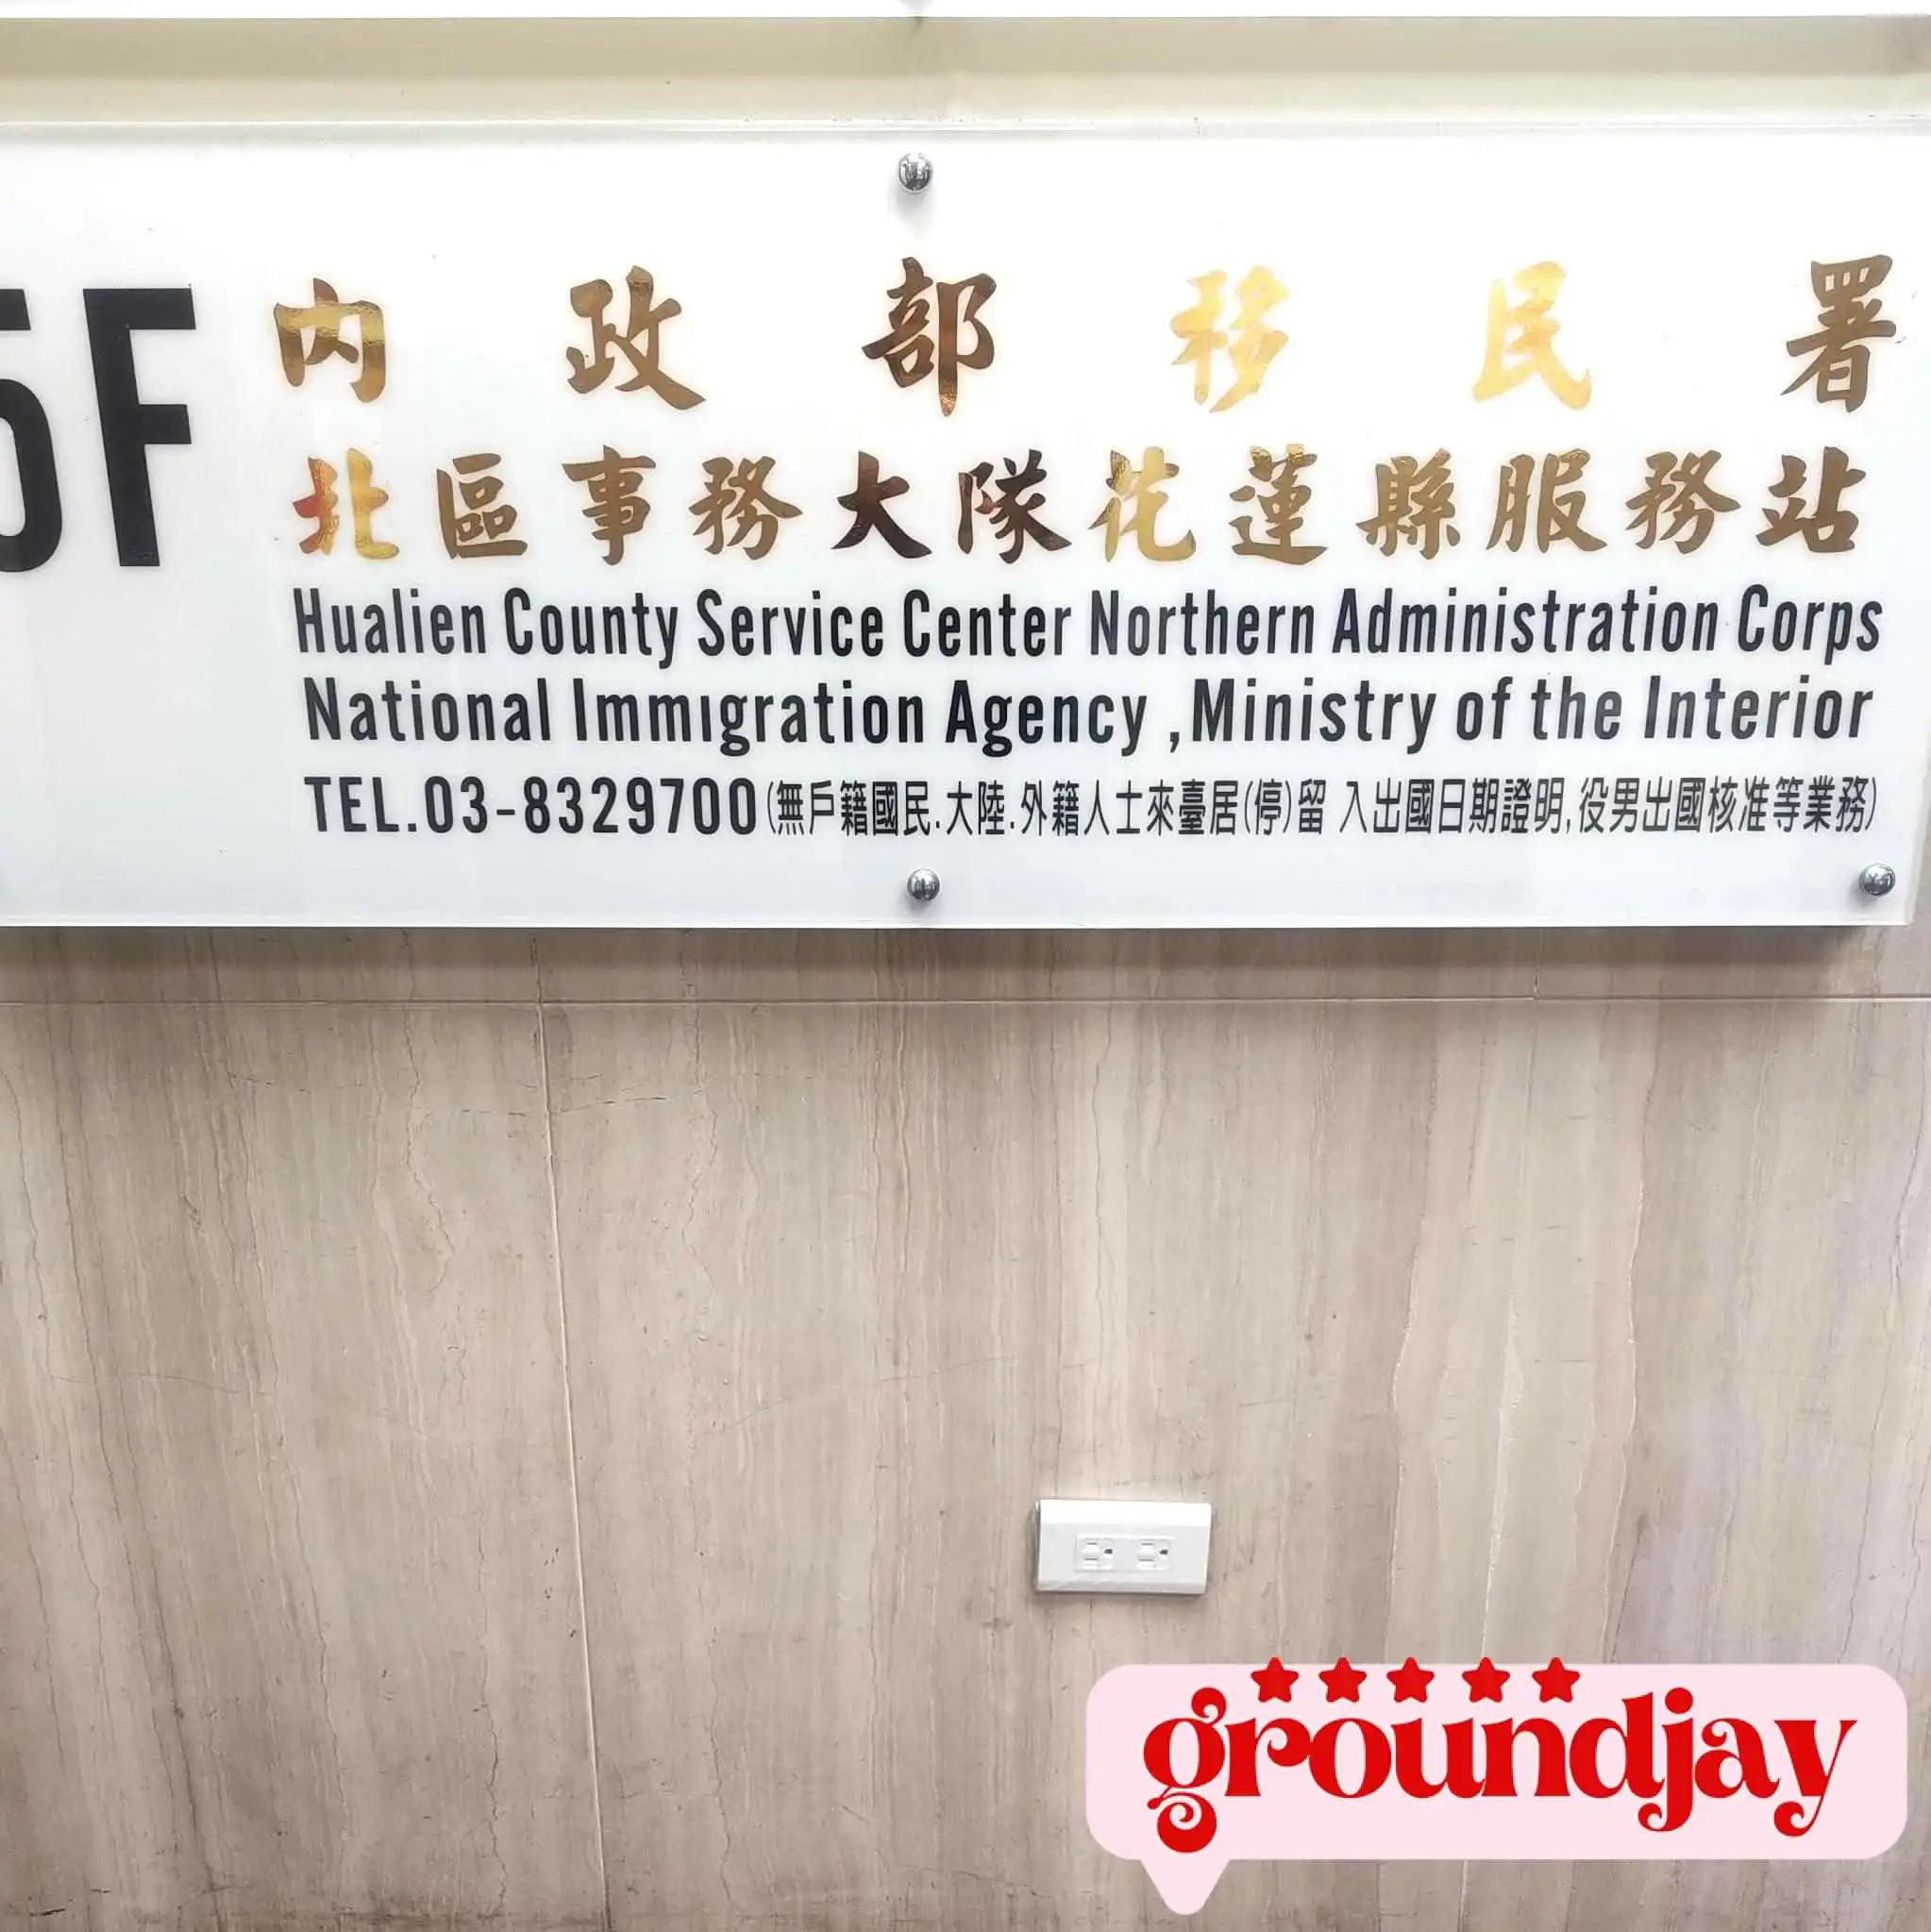 5F
內政部移民署
北區事務大隊花蓮縣服務站
Hualien County Service Center Northern Administration Corps
National Immigration Agency ,Ministry of the Interior
TEL.03-8329700(無戶籍國民.大陸.外籍人士來臺居(停)留 入出國日期證明,役男出國核准等業務)
groundjay